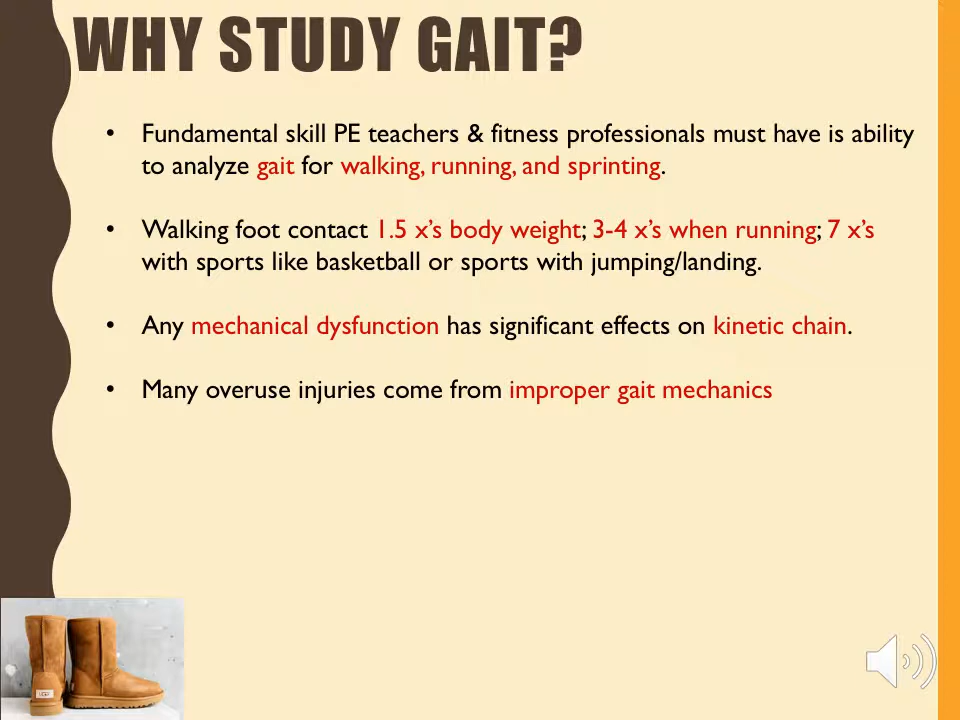 WHY STUDY GAIT?
• Fundamental skill PE teachers & fitness professionals must have is ability
to analyze gait for walking, running, and sprinting.
• Walking foot contact 1.5 x’s body weight; 3-4 x’s when running; 7 x’s
with sports like basketball or sports with jumping/landing.
• Any mechanical dysfunction has significant effects on kinetic chain.
• Many overuse injuries come from improper gait mechanics
UGG